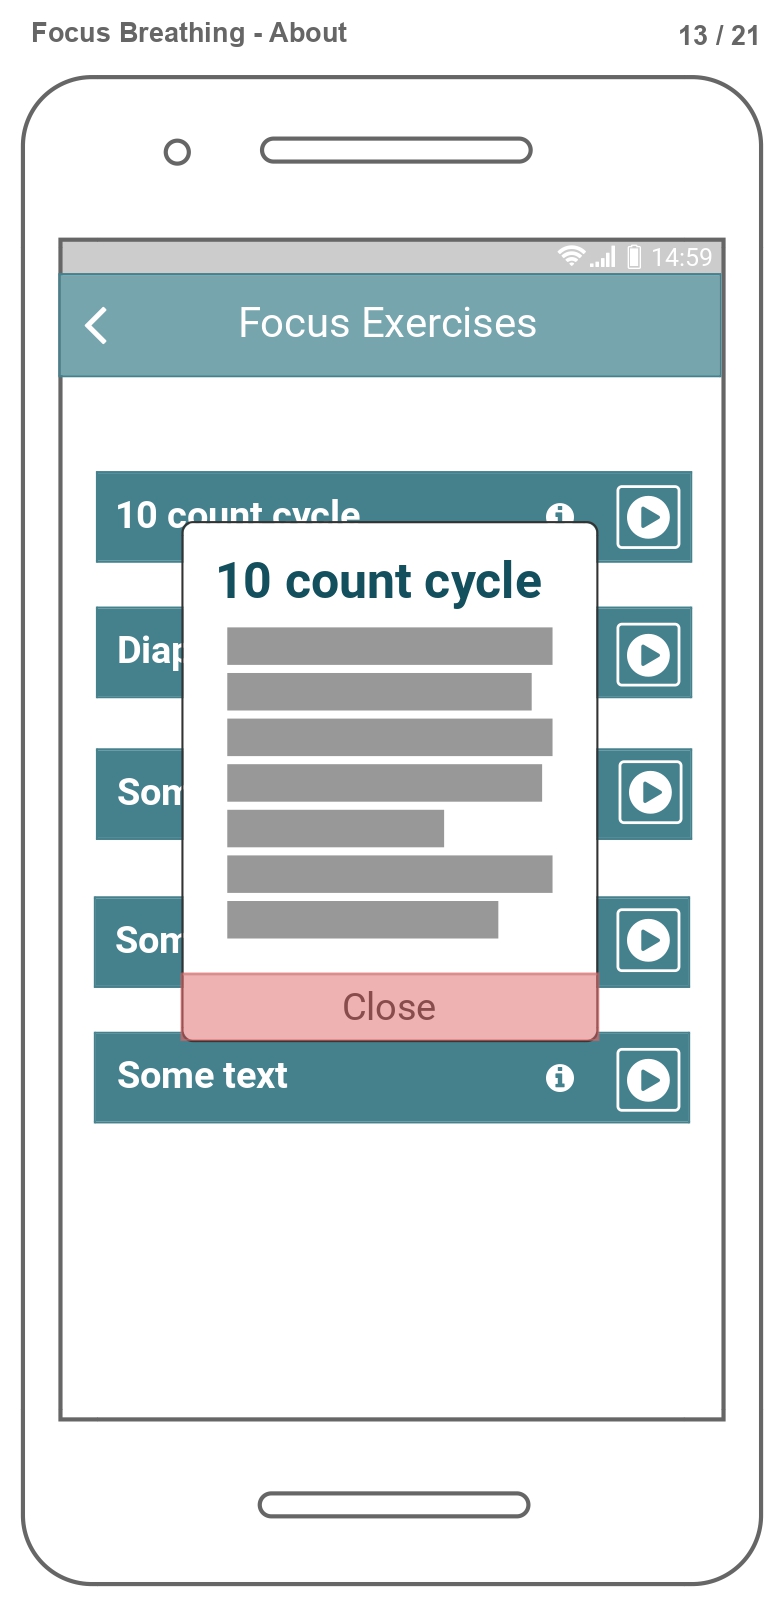 Focus Breathing - About
13 / 21
14:59
Focus Exercises
10 count cycle
10 count cycle
Close
Some text